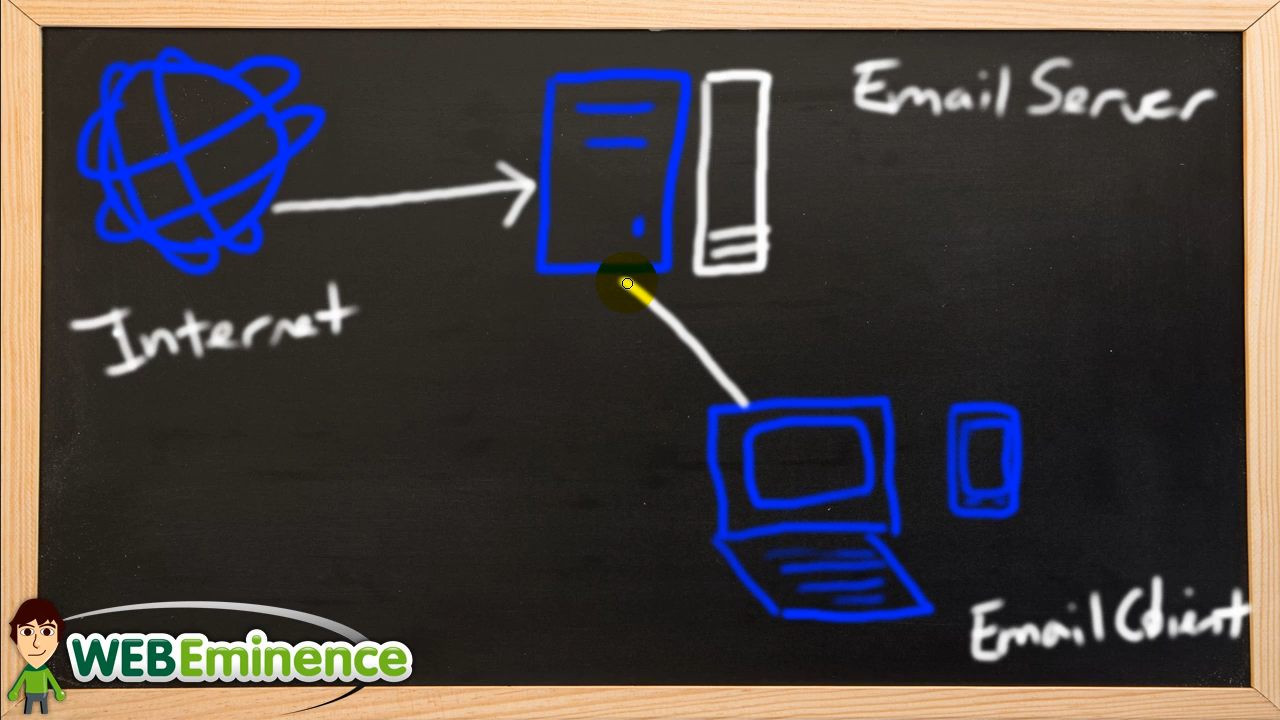 Email Server
Internet
Email Client
WEBEminence